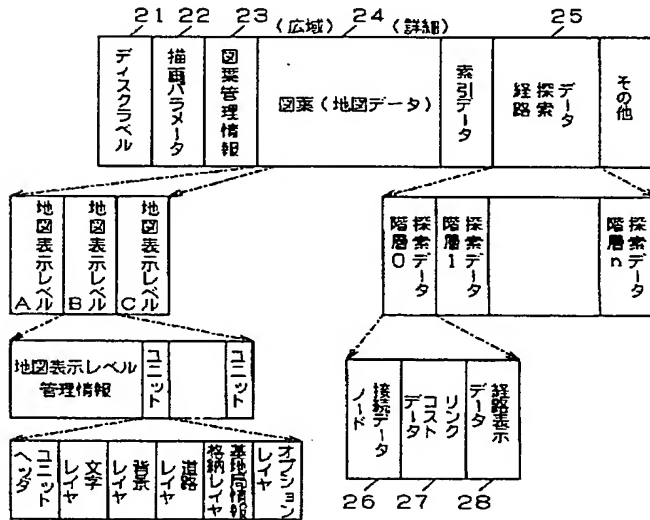 21
22
23
(広域)
24
(詳細)
25
ディスクラベル
描画パラメータ
図葉管理情報
図葉(地図データ)
索引データ
経路
探索
データ
その他
地図表示レベル
A
地図表示レベル
B
地図表示レベル
C
階層0
探索データ
階層1
探索データ
階層n
探索データ
地図表示レベル
管理情報
ユニット
ユニット
ノード
接続データ
データ
コスト
リンク
データ
経路表示
ユニット
ヘッダ
文字
レイヤ
背景
レイヤ
道路
レイヤ
基地局情報
格納レイヤ
オプション
レイヤ
26
27
28